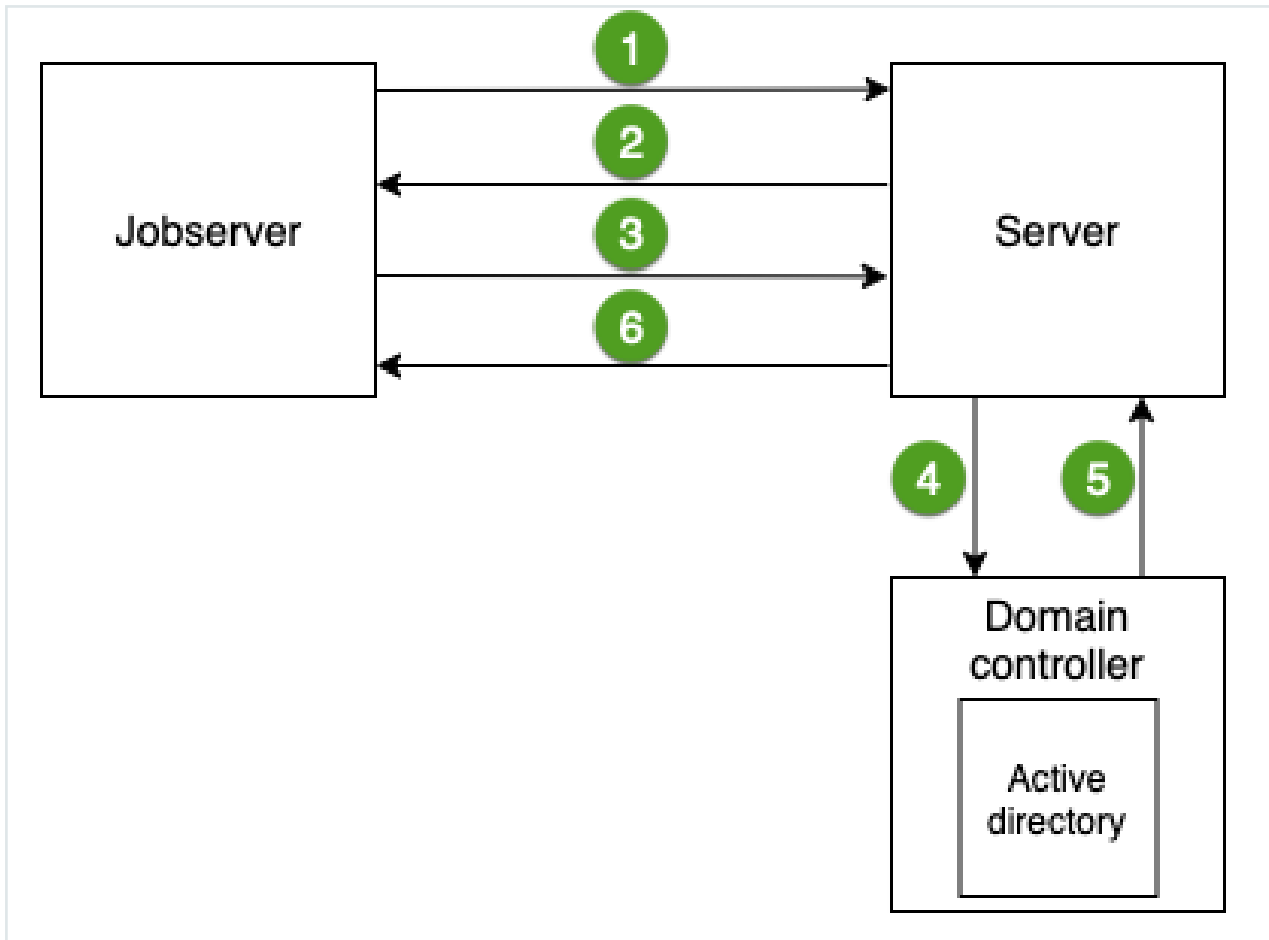 1
2
Jobserver
3
Server
6
4
5
Domain
controller
Active
directory